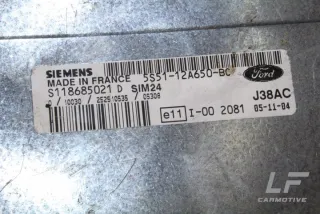 SIEMENS
MADE IN FRANCE 5S51-12A650-BC
S118685021 D SIM24
Ford
J38AC
e11 I-00 2081 05-11-04
LF
CARMOTIVE